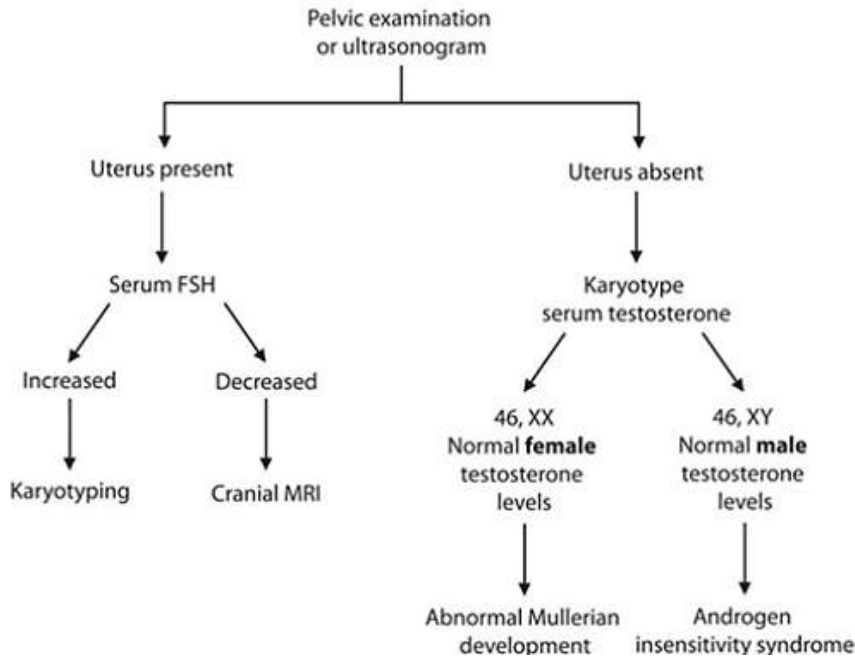 Pelvic examination
or ultrasonogram
Uterus present
Uterus absent
Serum FSH
Karyotype
serum testosterone
Increased
Decreased
46, XX
Normal female
testosterone
levels
46, XY
Normal male
testosterone
levels
Karyotyping
Cranial MRI
Abnormal Mullerian
development
Androgen
insensitivity syndrome